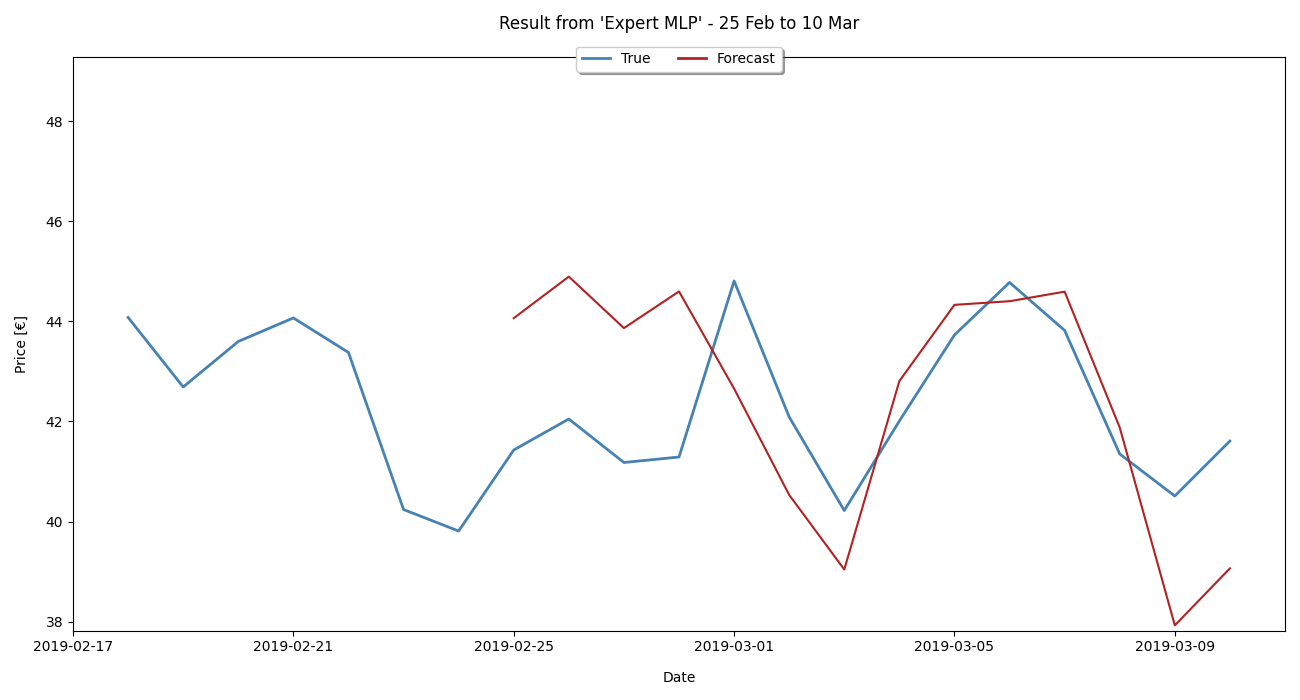 Result from 'Expert MLP' - 25 Feb to 10 Mar
True Forecast
48
46
44
42
40
38
Price [€]
2019-02-17 2019-02-21 2019-02-25 2019-03-01 2019-03-05 2019-03-09
Date